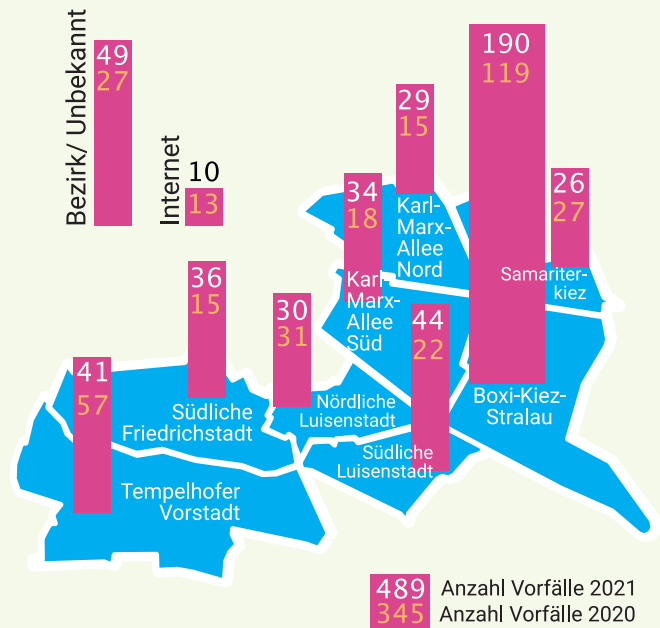 49
27
Bezirk/ Unbekannt
10
13
Internet
190
119
29
15
34
18
26
27
Karl-
Marx-
Allee
Nord
Samariter-
kiez
36
15
Karl-
Marx-
Allee
Süd
30
31
44
22
41
57
Südliche
Friedrichstadt
Nördliche
Luisenstadt
Boxi-Kiez-
Stralau
Südliche
Luisenstadt
Tempelhofer
Vorstadt
489 Anzahl Vorfälle 2021
345 Anzahl Vorfälle 2020